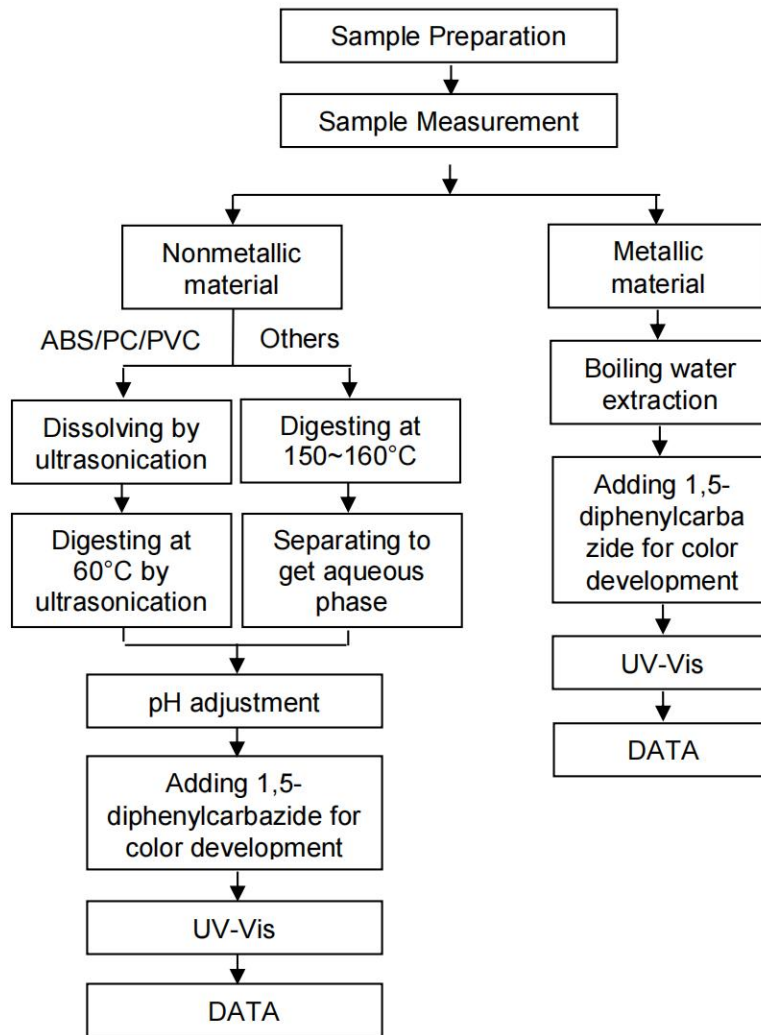 Sample Preparation
Sample Measurement
Nonmetallic
material
ABS/PC/PVC
Others
Dissolving by
ultrasonication
Digesting at
150~160°C
Digesting at
60°C by
ultrasonication
Separating to
get aqueous
phase
pH adjustment
Adding 1,5-
diphenylcarbazide for
color development
UV-Vis
DATA
Metallic
material
Boiling water
extraction
Adding 1,5-
diphenylcarba
zide for color
development
UV-Vis
DATA